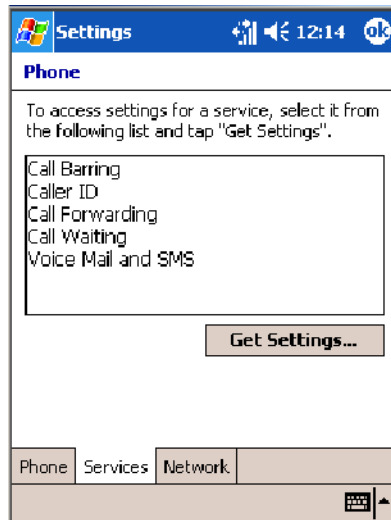 Settings 12:14 ok
Phone
To access settings for a service, select it from
the following list and tap "Get Settings".
Call Barring
Caller ID
Call Forwarding
Call Waiting
Voice Mail and SMS
Get Settings...
Phone Services Network